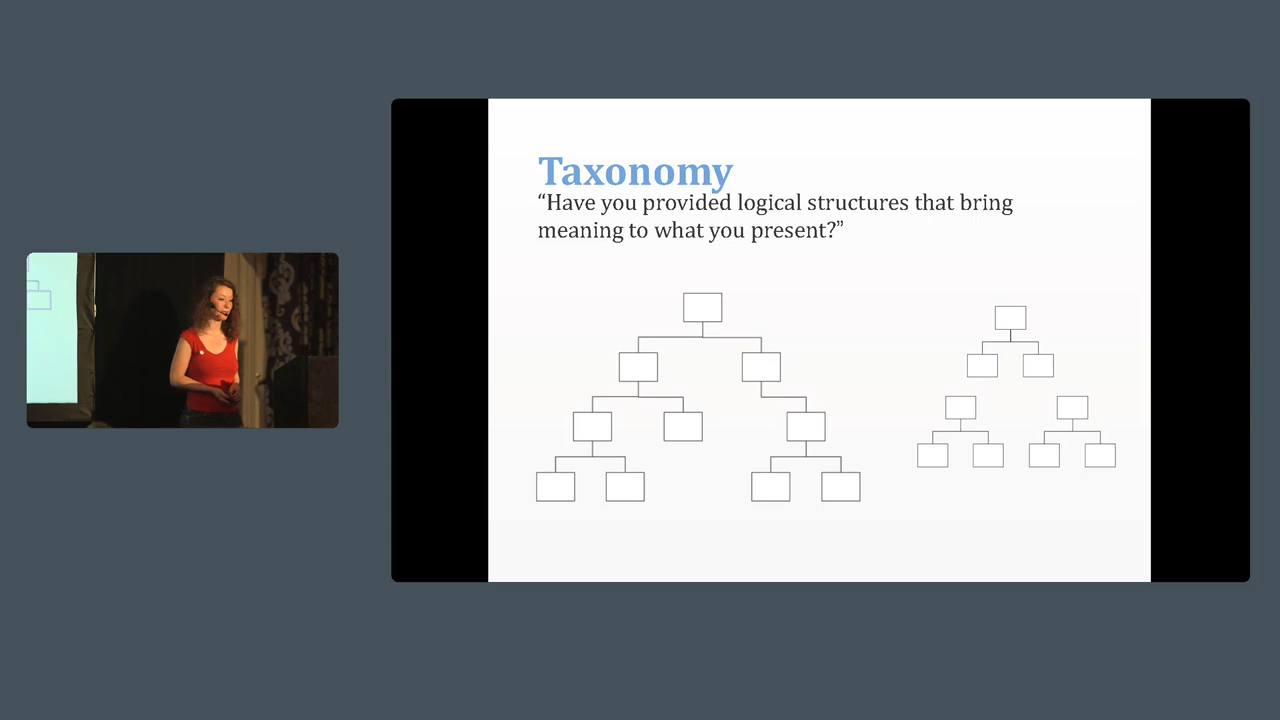 Taxonomy
“Have you provided logical structures that bring
meaning to what you present?”